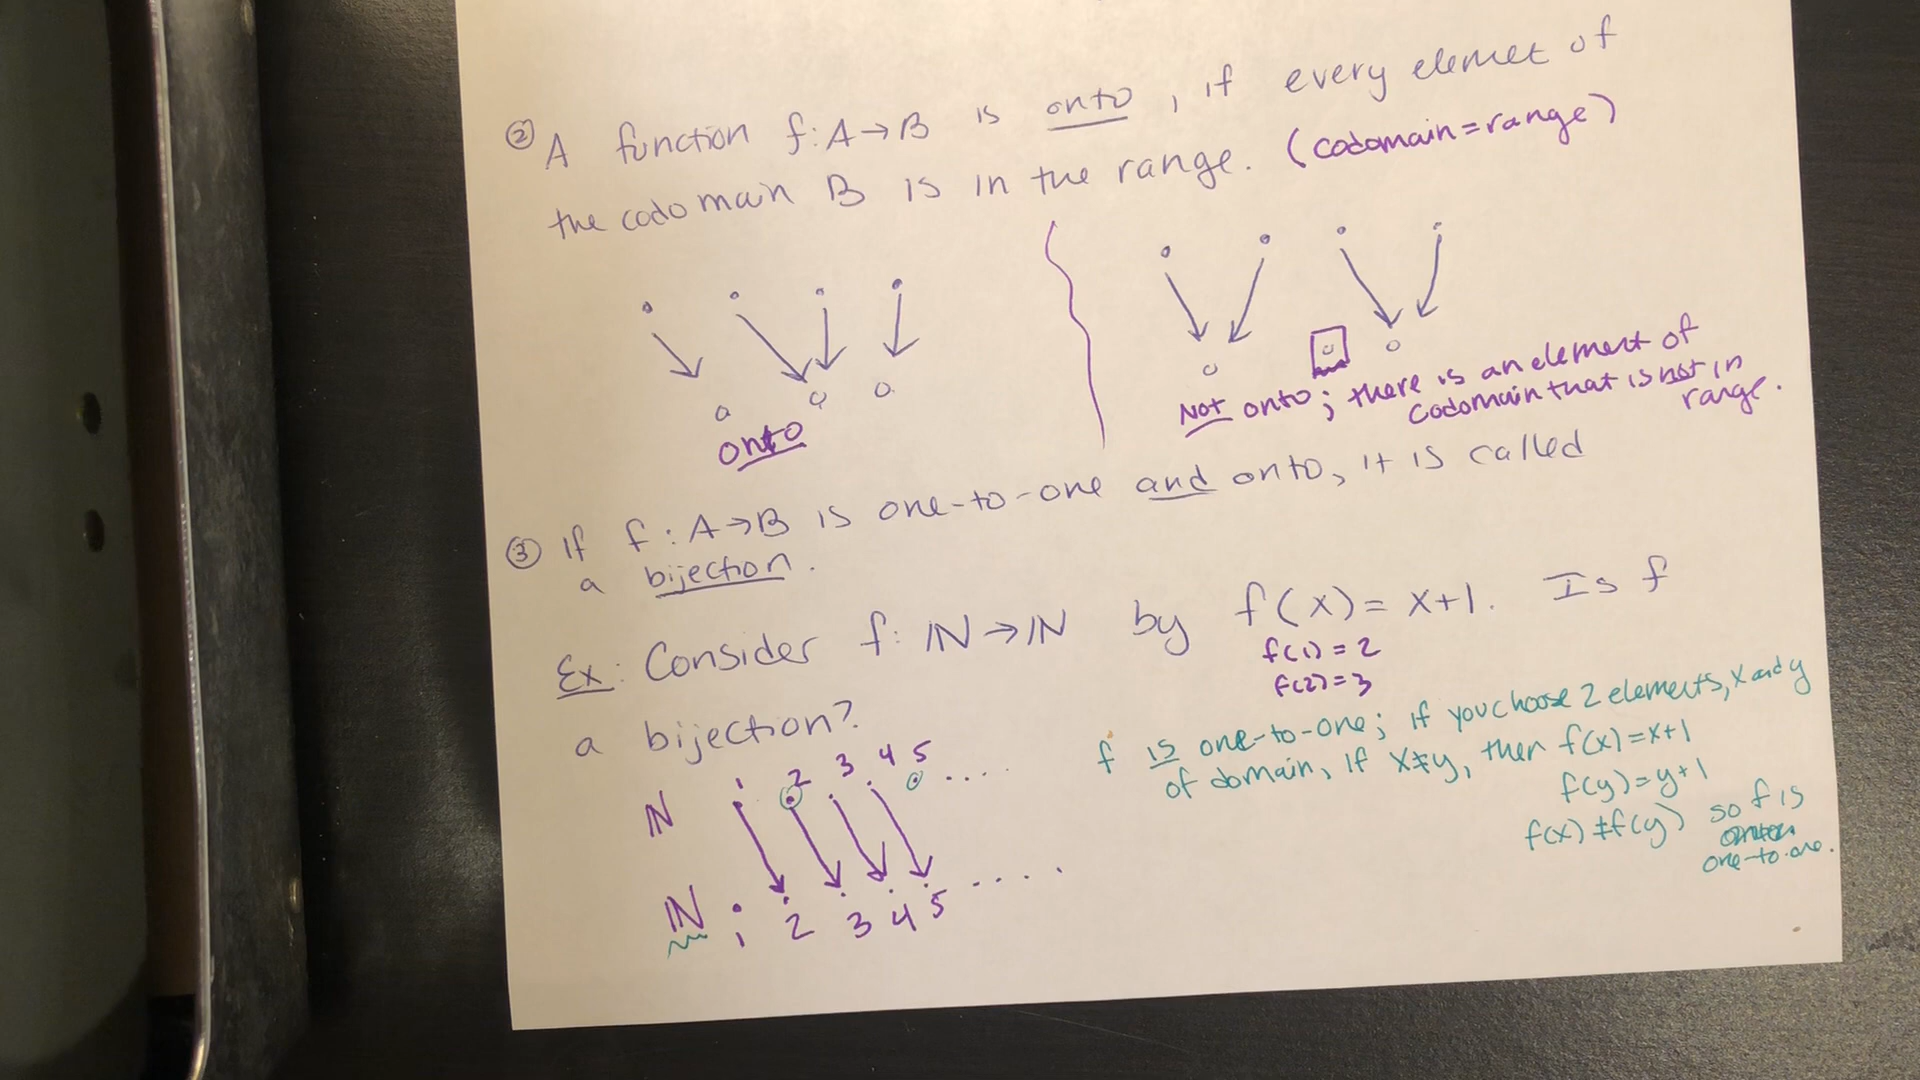 ② A function f: A→B is onto, if every elemet of
the codomain B is in the range. (codomain=range)
onto
Not onto; there is an element of
codomain that is not in
range.
③ If f: A→B is one-to-one and onto, it is called
a bijection.
Ex: Consider f: ℕ→ℕ by f(x)= x+1. Is f
f(1)=2
f(2)=3
a bijection?
f is one-to-one; if you choose 2 elements, x and y
of domain, if x≠y, then f(x)=x+1
f(y)=y+1
f(x)≠f(y) so f is
one-to-one.
ℕ 1 2 3 4 5 ....
ℕ 1 2 3 4 5 ....